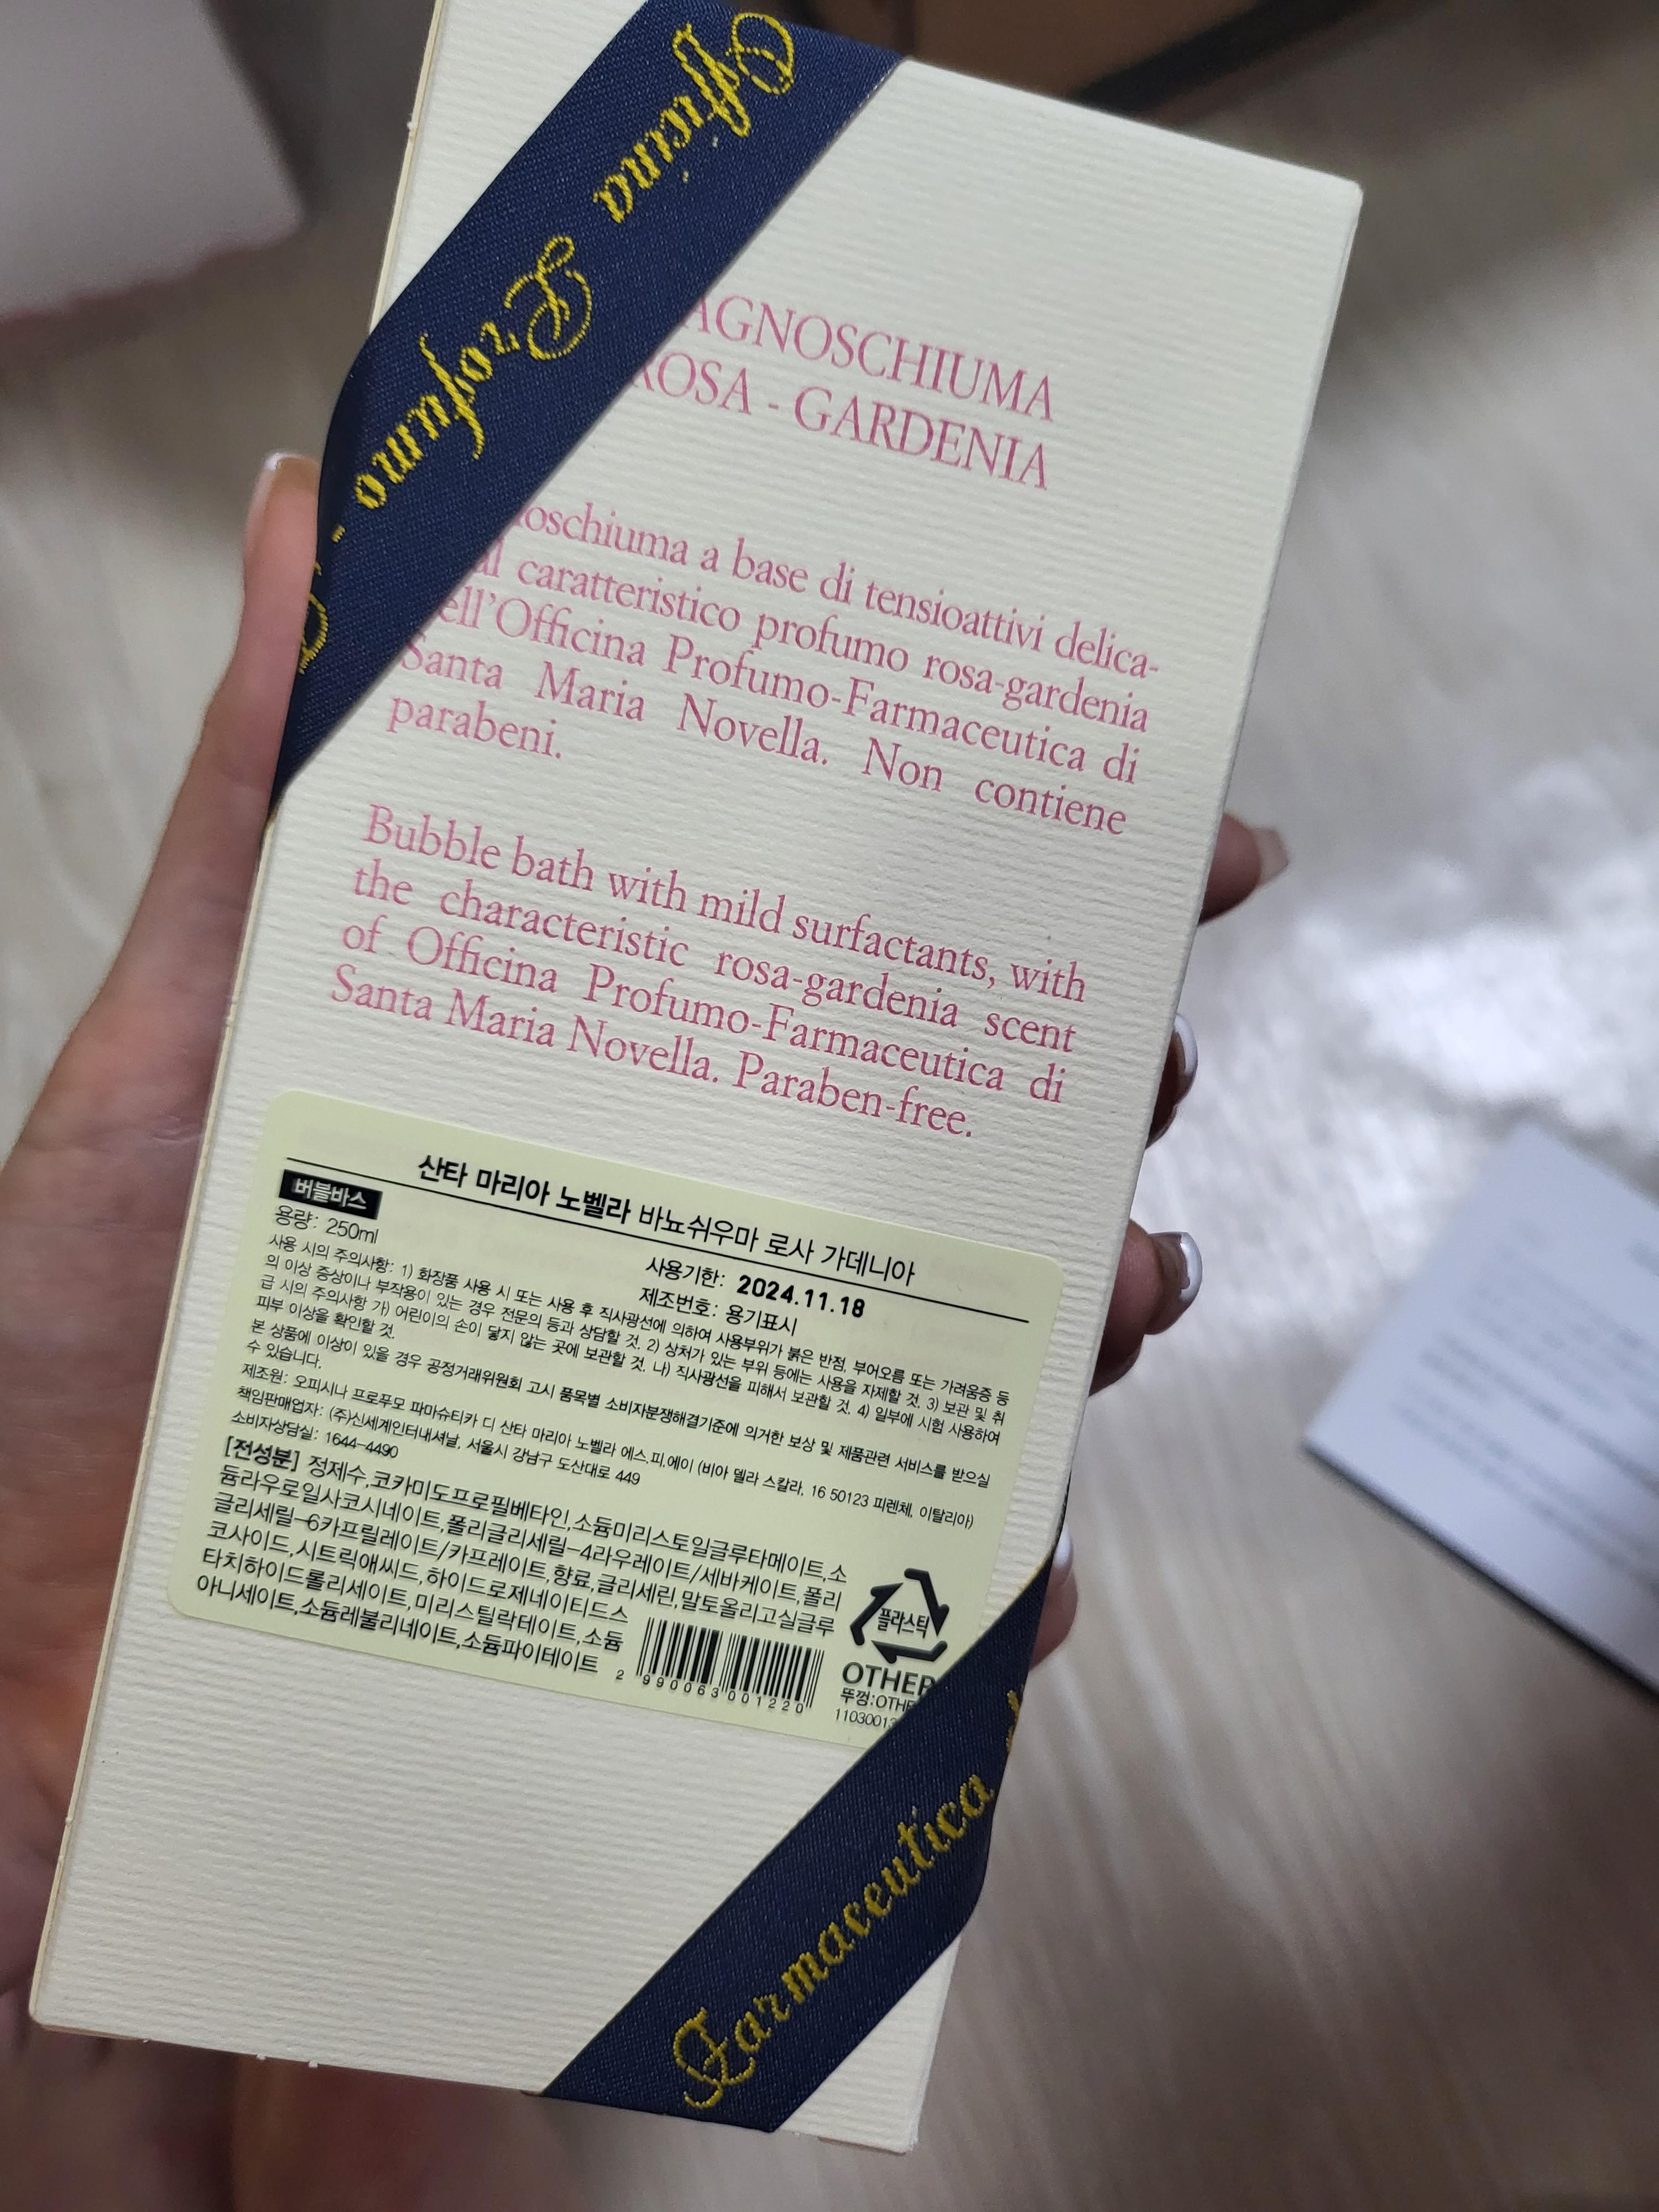 Officina Profumo -
AGNOSCHIUMA
ROSA - GARDENIA
noschiuma a base di tensioattivi delica-
al caratteristico profumo rosa-gardenia
ell'Officina Profumo-Farmaceutica di
Santa Maria Novella. Non contiene
parabeni.
Bubble bath with mild surfactants, with
the characteristic rosa-gardenia scent
of Officina Profumo-Farmaceutica di
Santa Maria Novella. Paraben-free.
산타 마리아 노벨라 바뇨쉬우마 로사 가데니아
버블바스
용량: 250ml
사용기한: 2024.11.18
제조번호: 용기표시
사용 시의 주의사항: 1) 화장품 사용 시 또는 사용 후 직사광선에 의하여 사용부위가 붉은 반점, 부어오름 또는 가려움증 등
의 이상 증상이나 부작용이 있는 경우 전문의 등과 상담할 것. 2) 상처가 있는 부위 등에는 사용을 자제할 것. 3) 보관 및 취
급 시의 주의사항 가) 어린이의 손이 닿지 않는 곳에 보관할 것. 나) 직사광선을 피해서 보관할 것. 4) 일부에 시험 사용하여
피부 이상을 확인할 것.
본 상품에 이상이 있을 경우 공정거래위원회 고시 품목별 소비자분쟁해결기준에 의거한 보상 및 제품관련 서비스를 받으실
수 있습니다.
제조원: 오피시나 프로푸모 파마슈티카 디 산타 마리아 노벨라 에스.피.에이 (비아 델라 스칼라, 16 50123 피렌체, 이탈리아)
책임판매업자: (주)신세계인터내셔날, 서울시 강남구 도산대로 449
소비자상담실: 1644-4490
[전성분] 정제수,코카미도프로필베타인,소듐미리스토일글루타메이트,소
듐라우로일사코시네이트,폴리글리세릴-4라우레이트/세바케이트,폴리
글리세릴-6카프릴레이트/카프레이트,향료,글리세린,말토올리고실글루
코사이드,시트릭애씨드,하이드로제네이티드스
타치하이드롤리세이트,미리스틸락테이트,소듐
아니세이트,소듐레불리네이트,소듐파이테이트
플라스틱
OTHER
뚜껑:OTHE
1103001
2 990063 001220
Farmaceutica